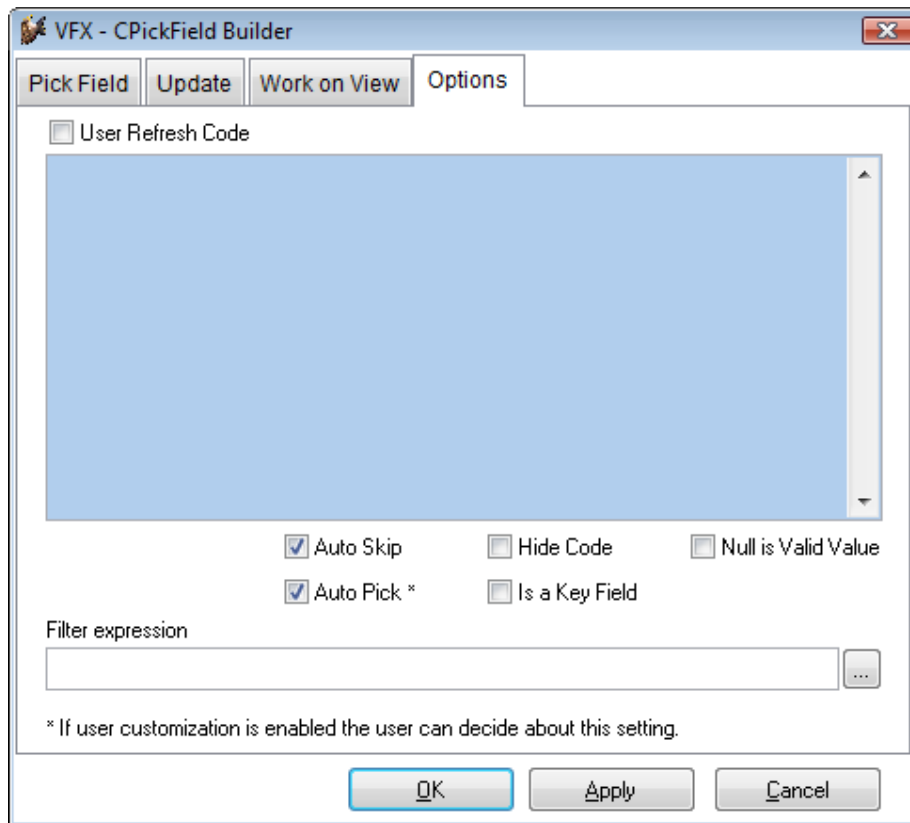 VFX - CPickField Builder
Pick Field Update Work on View Options
User Refresh Code
Auto Skip Hide Code Null is Valid Value
Auto Pick * Is a Key Field
Filter expression
...
* If user customization is enabled the user can decide about this setting.
OK Apply Cancel